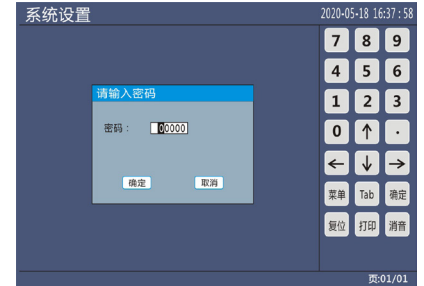 系统设置
2020-05-18 16:37:58
7 8 9
4 5 6
1 2 3
0 ↑ ·
← ↓ →
菜单 Tab 确定
复位 打印 消音
请输入密码
密码： 00000
确定 取消
页:01/01